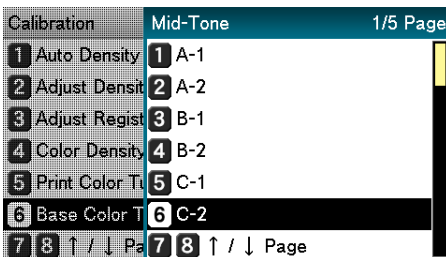 Calibration
1 Auto Density
2 Adjust Densit
3 Adjust Regist
4 Color Density
5 Print Color Tu
6 Base Color T
7 8 ↑ / ↓ Pa
Mid-Tone 1/5 Page
1 A-1
2 A-2
3 B-1
4 B-2
5 C-1
6 C-2
7 8 ↑ / ↓ Page